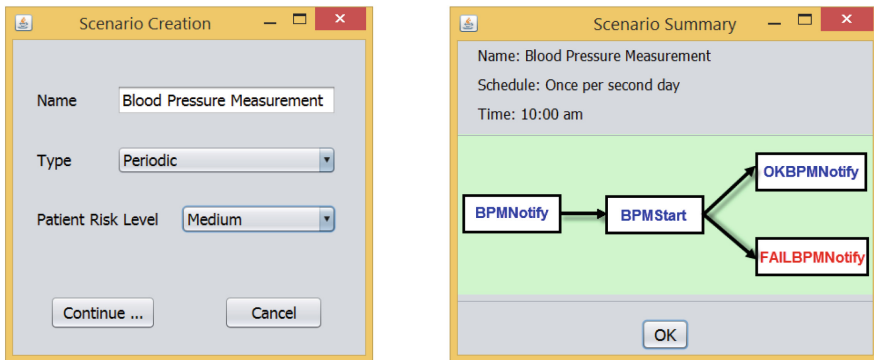 Scenario Creation
Name
Blood Pressure Measurement
Type
Periodic
Patient Risk Level
Medium
Continue ...
Cancel
Scenario Summary
Name: Blood Pressure Measurement
Schedule: Once per second day
Time: 10:00 am
BPMNotify
BPMStart
OKBPMNotify
FAILBPMNotify
OK